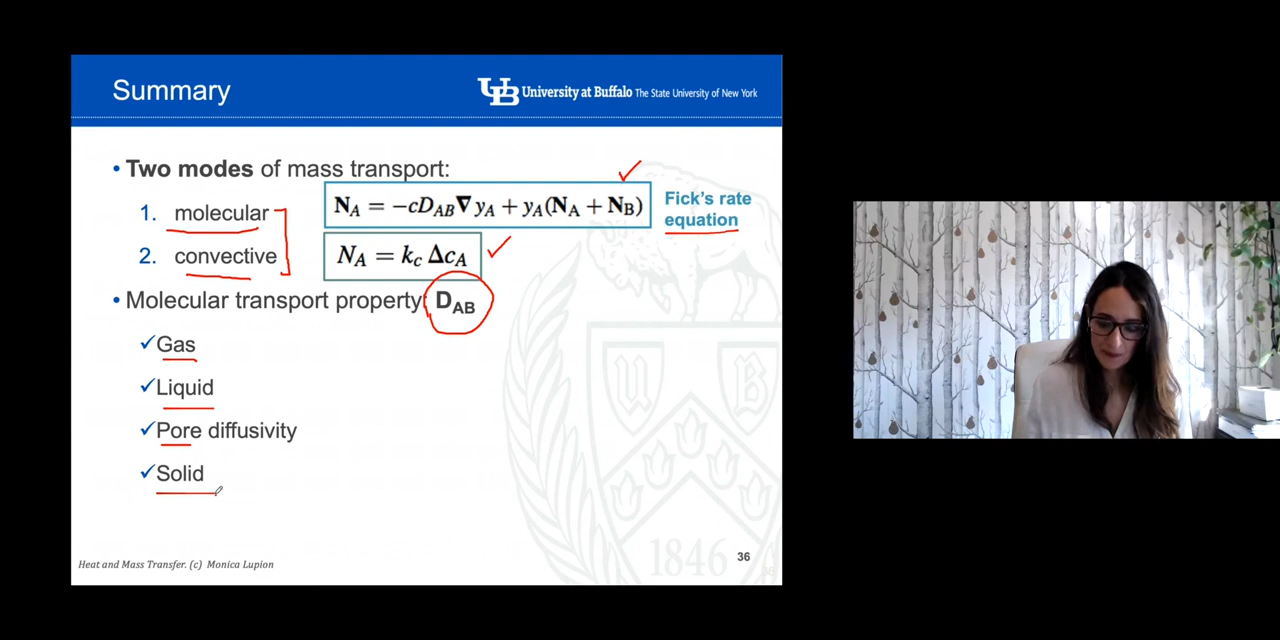 Summary
UB University at Buffalo The State University of New York
• Two modes of mass transport:
1. molecular
N_A = −cD_AB∇y_A + y_A(N_A + N_B)
Fick's rate
equation
2. convective
N_A = k_c Δc_A
• Molecular transport property: D_AB
✓Gas
✓Liquid
✓Pore diffusivity
✓Solid
U B
1846
Heat and Mass Transfer. (c) Monica Lupion
36